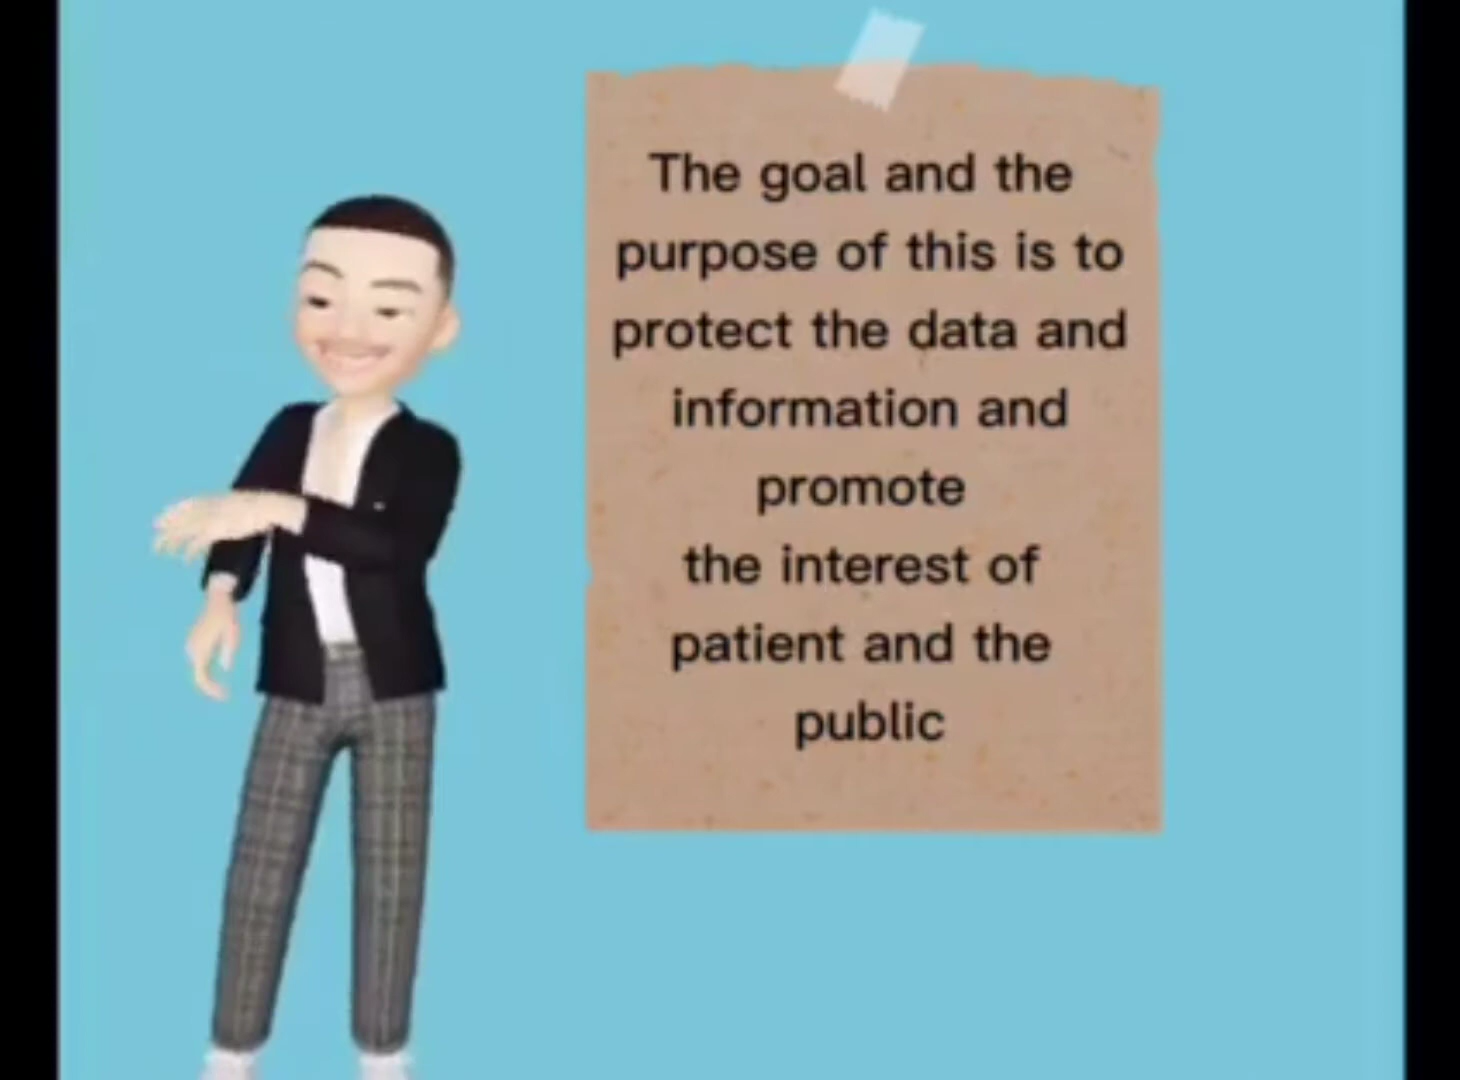 The goal and the
purpose of this is to
protect the data and
information and
promote
the interest of
patient and the
public